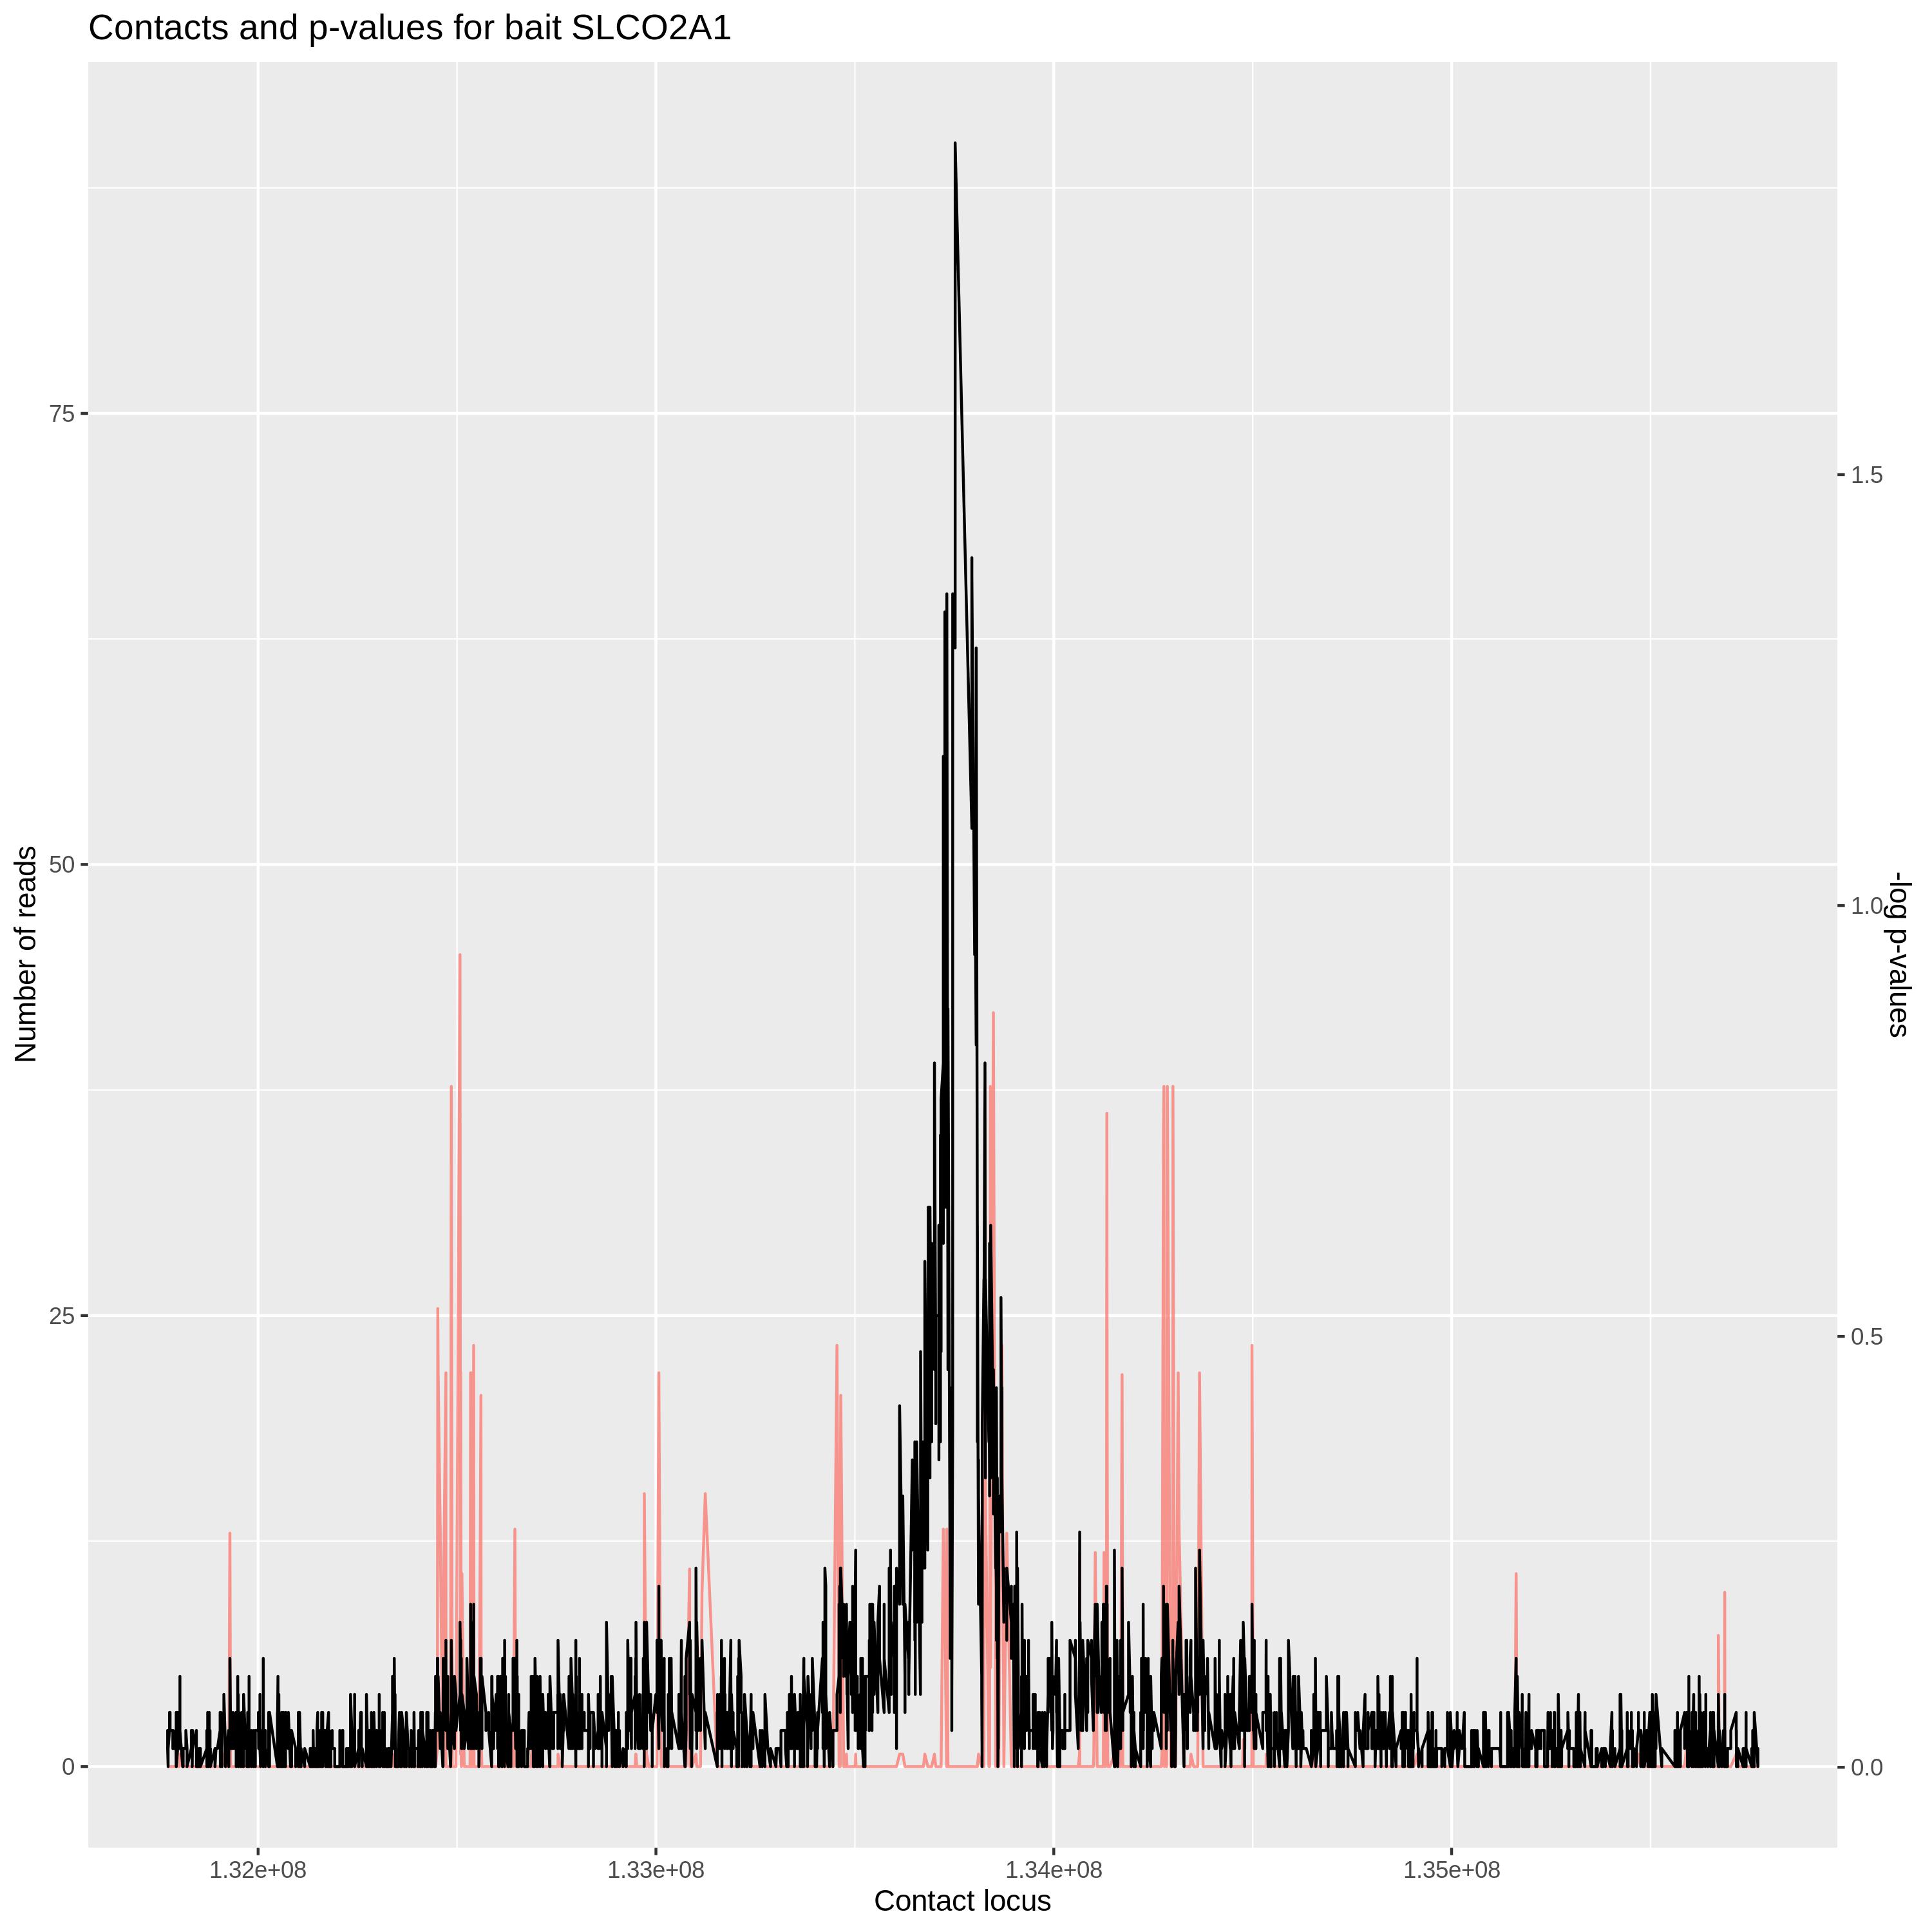 Contacts and p-values for bait SLCO2A1
Number of reads
75
50
25
0
1.5
1.0
0.5
0.0
-log p-values
1.32e+08 1.33e+08 1.34e+08 1.35e+08
Contact locus